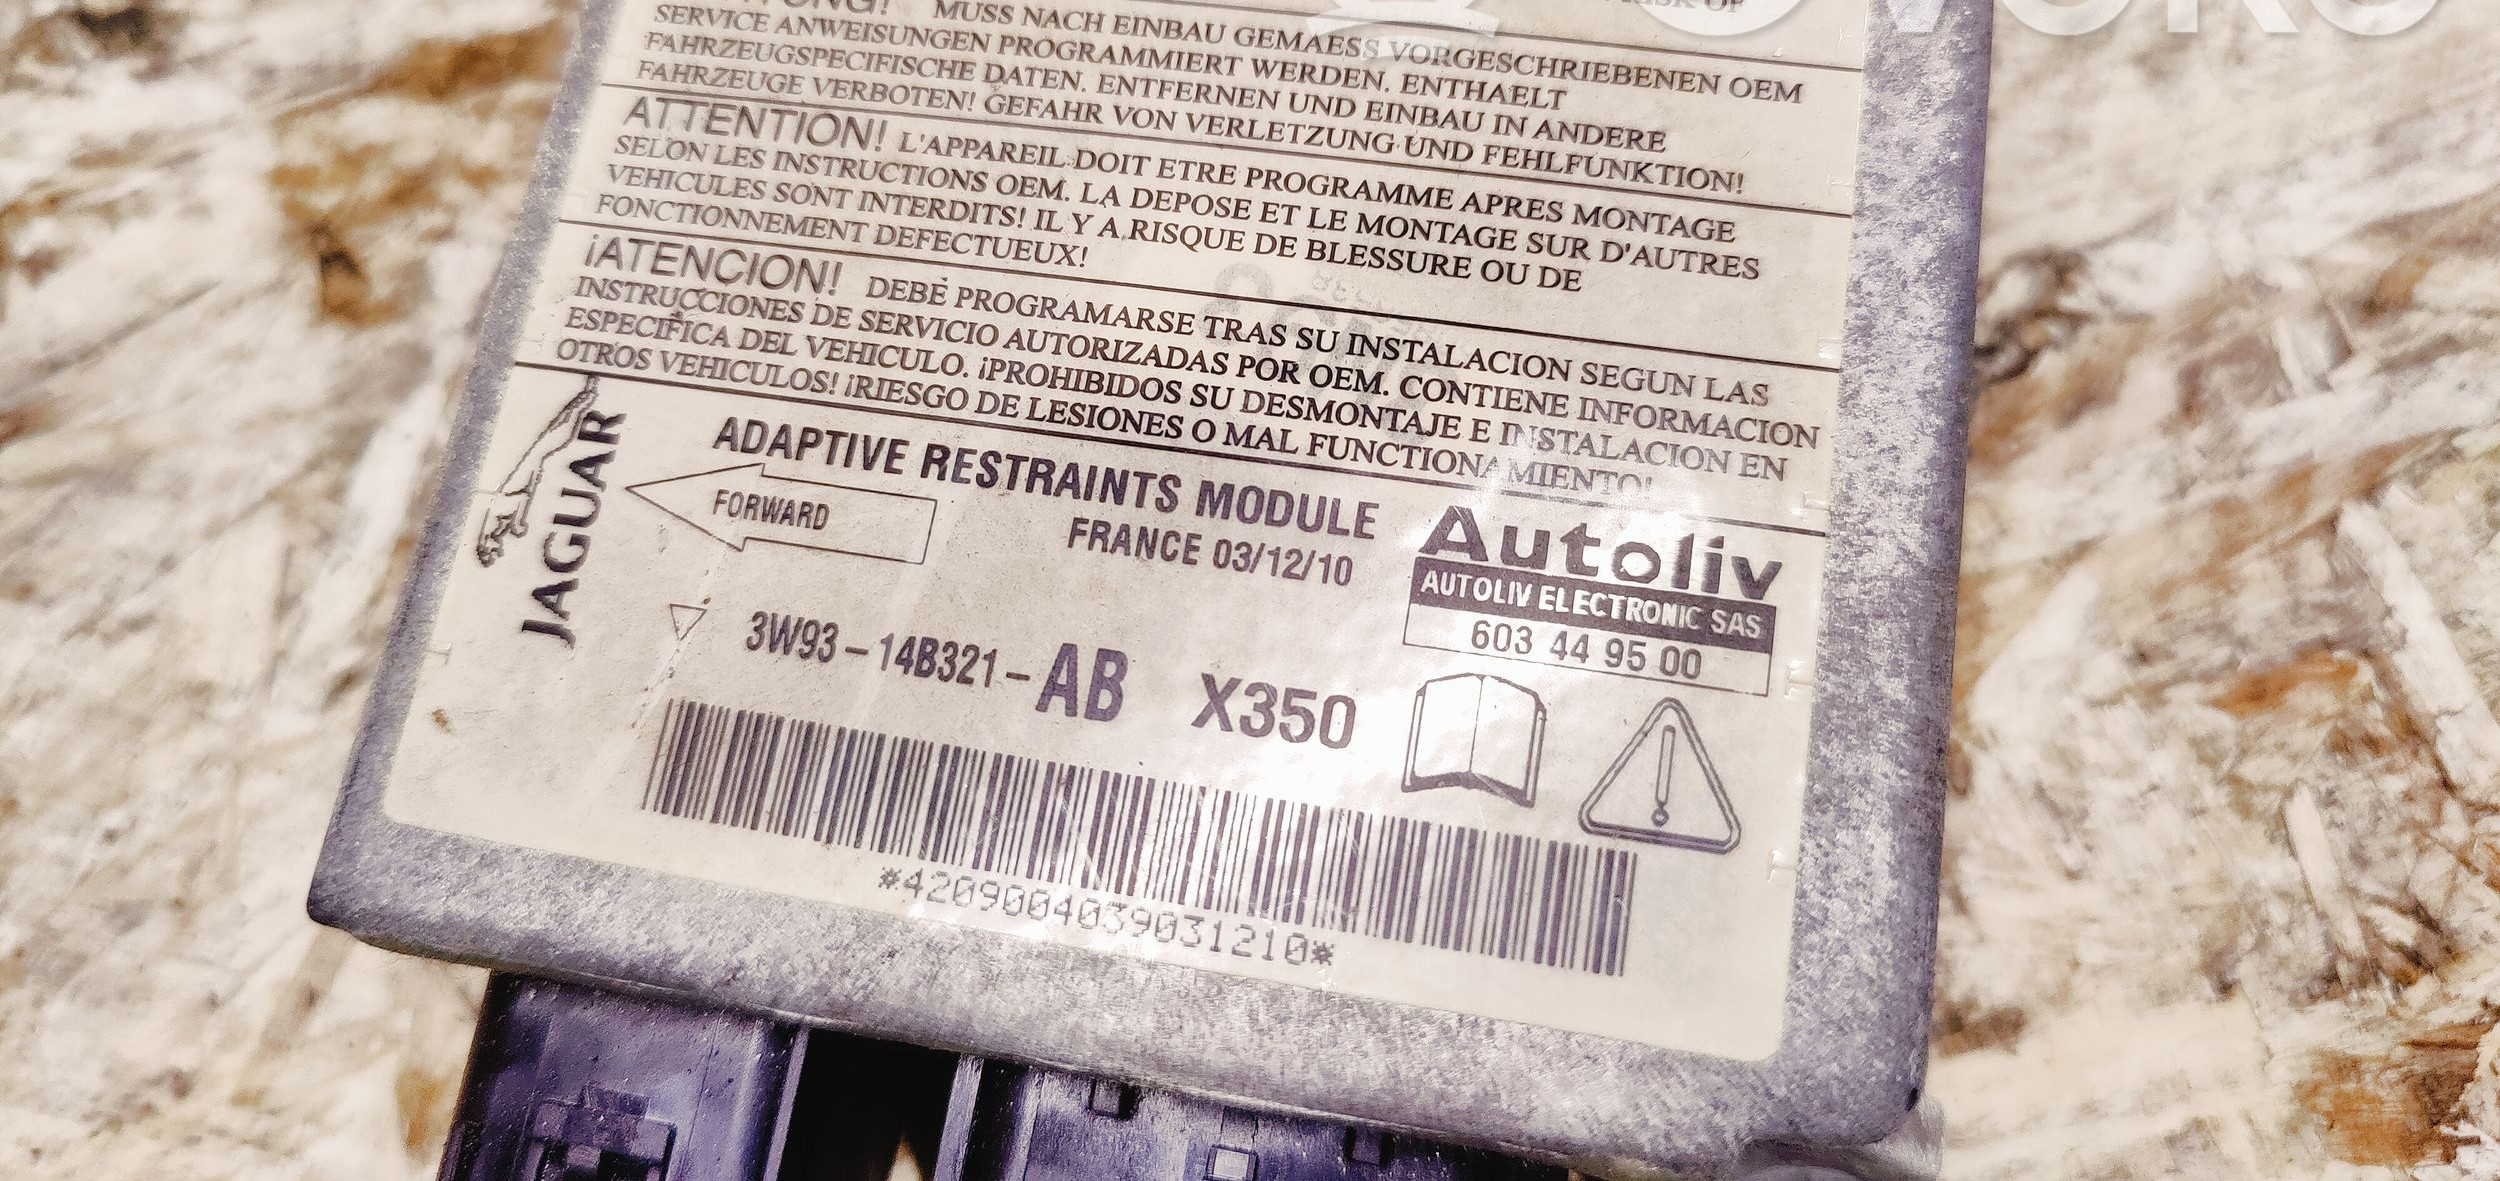 RISK OF
MUSS NACH EINBAU GEMAESS VORGESCHRIEBENEN OEM
SERVICE ANWEISUNGEN PROGRAMMIERT WERDEN. ENTHAELT
FAHRZEUGSPECIFISCHE DATEN. ENTFERNEN UND EINBAU IN ANDERE
FAHRZEUGE VERBOTEN! GEFAHR VON VERLETZUNG UND FEHLFUNKTION!
ATTENTION! L'APPAREIL DOIT ETRE PROGRAMME APRES MONTAGE
SELON LES INSTRUCTIONS OEM. LA DEPOSE ET LE MONTAGE SUR D'AUTRES
VEHICULES SONT INTERDITS! IL Y A RISQUE DE BLESSURE OU DE
FONCTIONNEMENT DEFECTUEUX!
¡ATENCION! DEBE PROGRAMARSE TRAS SU INSTALACION SEGUN LAS
INSTRUCCIONES DE SERVICIO AUTORIZADAS POR OEM. CONTIENE INFORMACION
ESPECIFICA DEL VEHICULO. ¡PROHIBIDOS SU DESMONTAJE E INSTALACION EN
OTROS VEHICULOS! ¡RIESGO DE LESIONES O MAL FUNCTIONAMIENTO!
JAGUAR
ADAPTIVE RESTRAINTS MODULE
FORWARD
FRANCE 03/12/10
Autoliv
AUTOLIV ELECTRONIC SAS
603 44 95 00
3W93-14B321-AB X350
*4209004039031210*